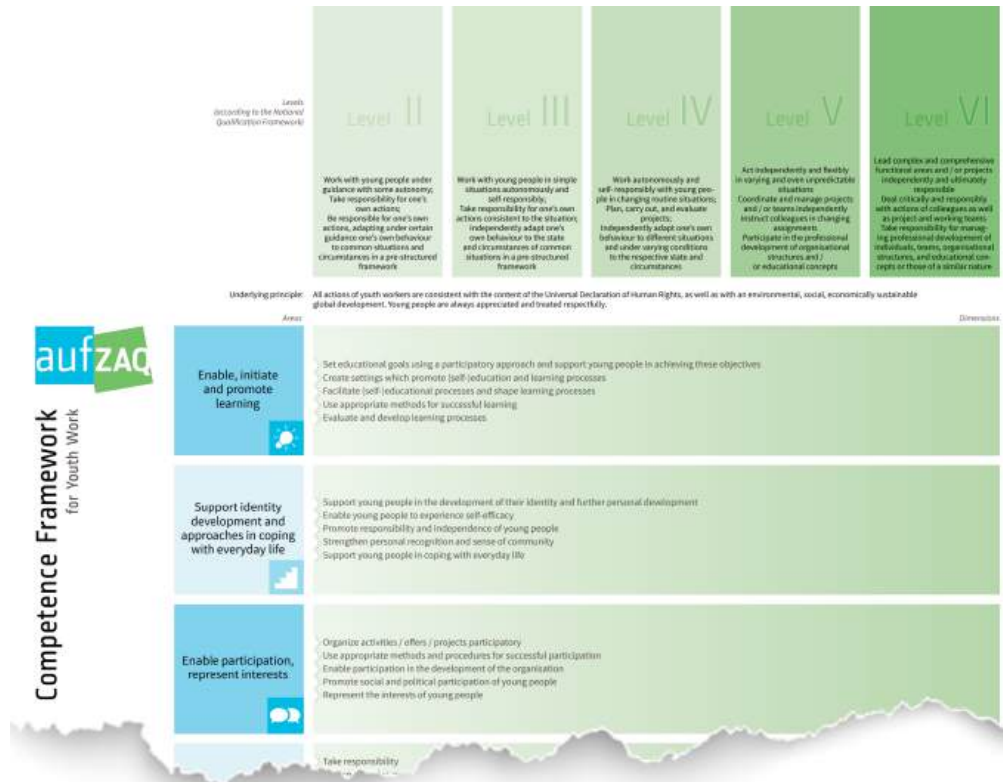 Levels
(according to the National
Qualification Framework)
Level II
Level III
Level IV
Level V
Level VI
Work with young people under
guidance with some autonomy;
Take responsibility for one's
own actions;
Be responsible for one's own
actions, adapting under certain
guidance one's own behaviour
to common situations and
circumstances in a pre-structured
framework
Work with young people in simple
situations autonomously and
self-responsibly;
Take responsibility for one's own
actions consistent to the situation;
Independently adapt one's
own behaviour to the state
and circumstances of common
situations in a pre-structured
framework
Work autonomously and
self-responsibly with young peo-
ple in changing routine situations;
Plan, carry out, and evaluate
projects;
Independently adapt one's own
behaviour to different situations
and under varying conditions
to the respective state and
circumstances
Act independently and flexibly
in varying and even unpredictable
situations
Coordinate and manage projects
and / or teams independently
instruct colleagues in changing
assignments
Participate in the professional
development of organisational
structures and /
or educational concepts
Lead complex and comprehensive
functional areas and / or projects
independently and ultimately
responsible
Deal critically and responsibly
with actions of colleagues as well
as project and working teams
Take responsibility for manag-
ing professional development of
individuals, teams, organisational
structures, and educational con-
cepts or those of a similar nature
Underlying principle: All actions of youth workers are consistent with the content of the Universal Declaration of Human Rights, as well as with an environmental, social, economically sustainable
global development. Young people are always appreciated and treated respectfully.
Areas
Dimensions
aufZAQ
Competence Framework
for Youth Work
Enable, initiate
and promote
learning
Set educational goals using a participatory approach and support young people in achieving these objectives
Create settings which promote (self-)education and learning processes
Facilitate (self-)educational processes and shape learning processes
Use appropriate methods for successful learning
Evaluate and develop learning processes
Support identity
development and
approaches in coping
with everyday life
Support young people in the development of their identity and further personal development
Enable young people to experience self-efficacy
Promote responsibility and independence of young people
Strengthen personal recognition and sense of community
Support young people in coping with everyday life
Enable participation,
represent interests
Organize activities / offers / projects participatory
Use appropriate methods and procedures for successful participation
Enable participation in the development of the organisation
Promote social and political participation of young people
Represent the interests of young people
Take responsibility